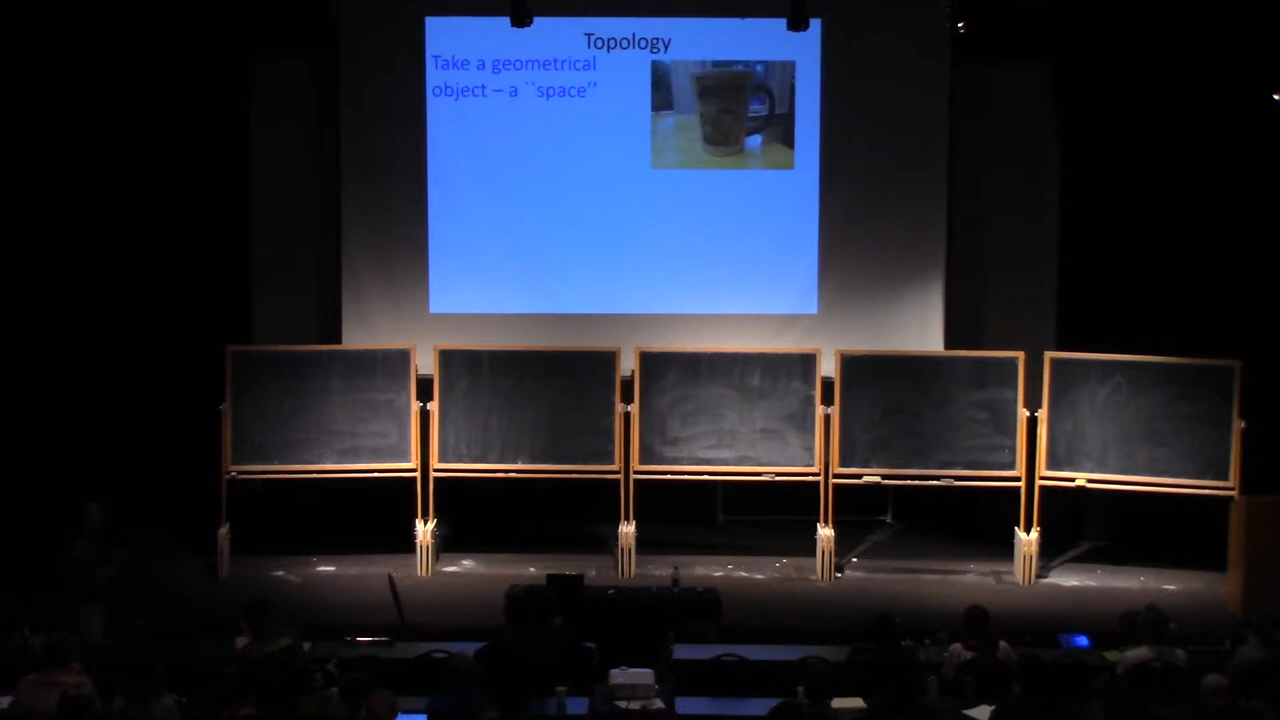 Topology
Take a geometrical
object – a ``space’’